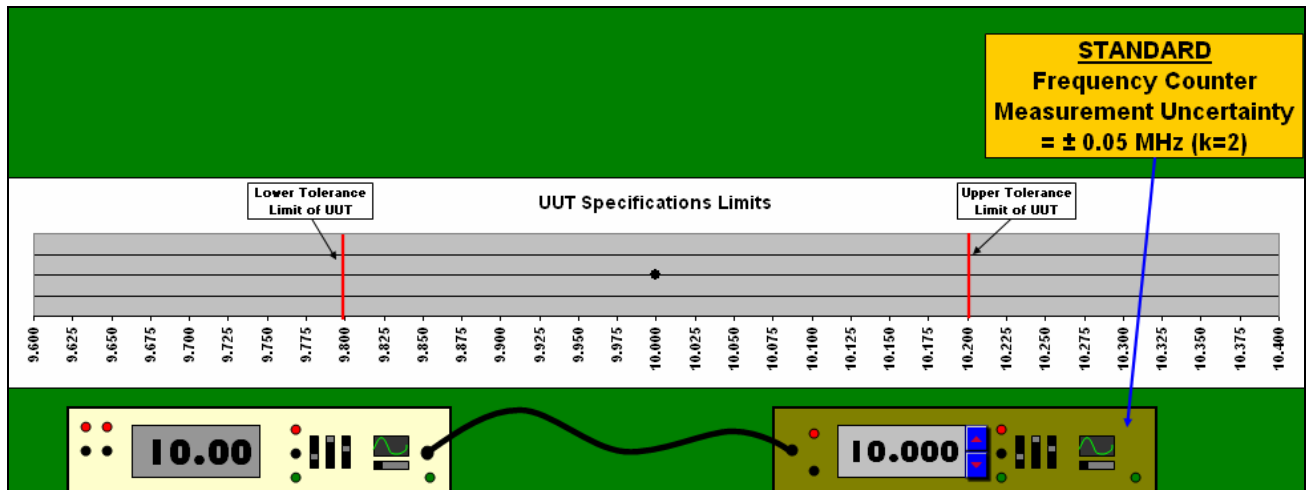 STANDARD
Frequency Counter
Measurement Uncertainty
= ± 0.05 MHz (k=2)
Lower Tolerance
Limit of UUT
UUT Specifications Limits
Upper Tolerance
Limit of UUT
9.600 9.625 9.650 9.675 9.700 9.725 9.750 9.775 9.800 9.825 9.850 9.875 9.900 9.925 9.950 9.975 10.000 10.025 10.050 10.075 10.100 10.125 10.150 10.175 10.200 10.225 10.250 10.275 10.300 10.325 10.350 10.375 10.400
10.00
10.000